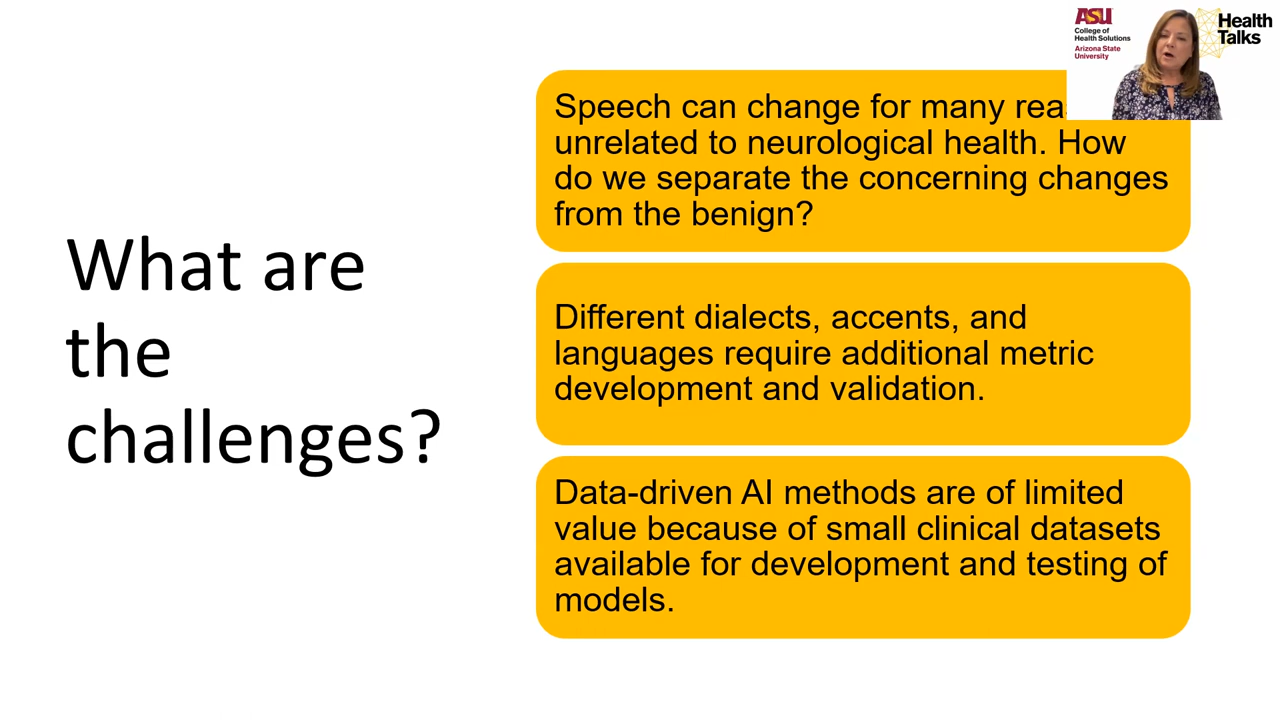 What are
the
challenges?
Speech can change for many
unrelated to neurological health. How
do we separate the concerning changes
from the benign?
Different dialects, accents, and
languages require additional metric
development and validation.
Data-driven AI methods are of limited
value because of small clinical datasets
available for development and testing of
models.
ASU
College of
Health Solutions
Arizona State
University
Health
Talks